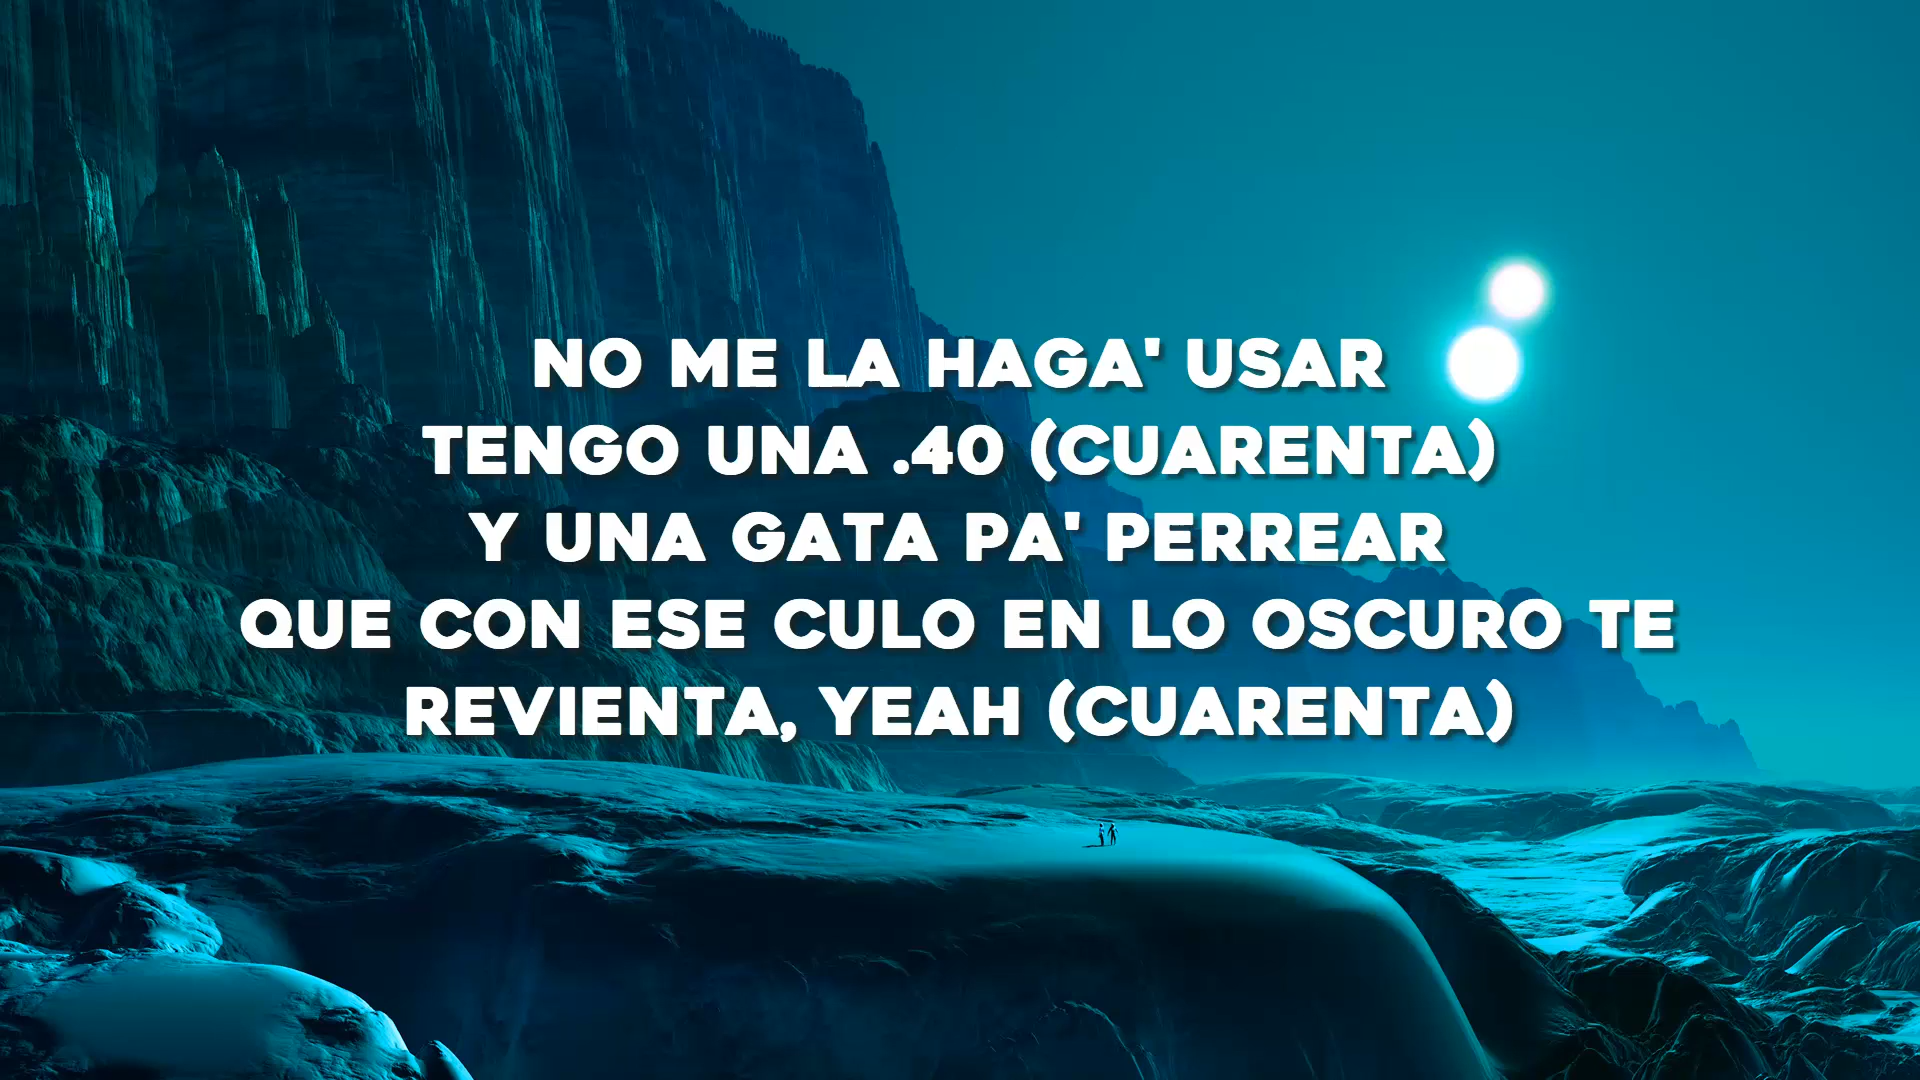 NO ME LA HAGA' USAR
TENGO UNA .40 (CUARENTA)
Y UNA GATA PA' PERREAR
QUE CON ESE CULO EN LO OSCURO TE
REVIENTA, YEAH (CUARENTA)